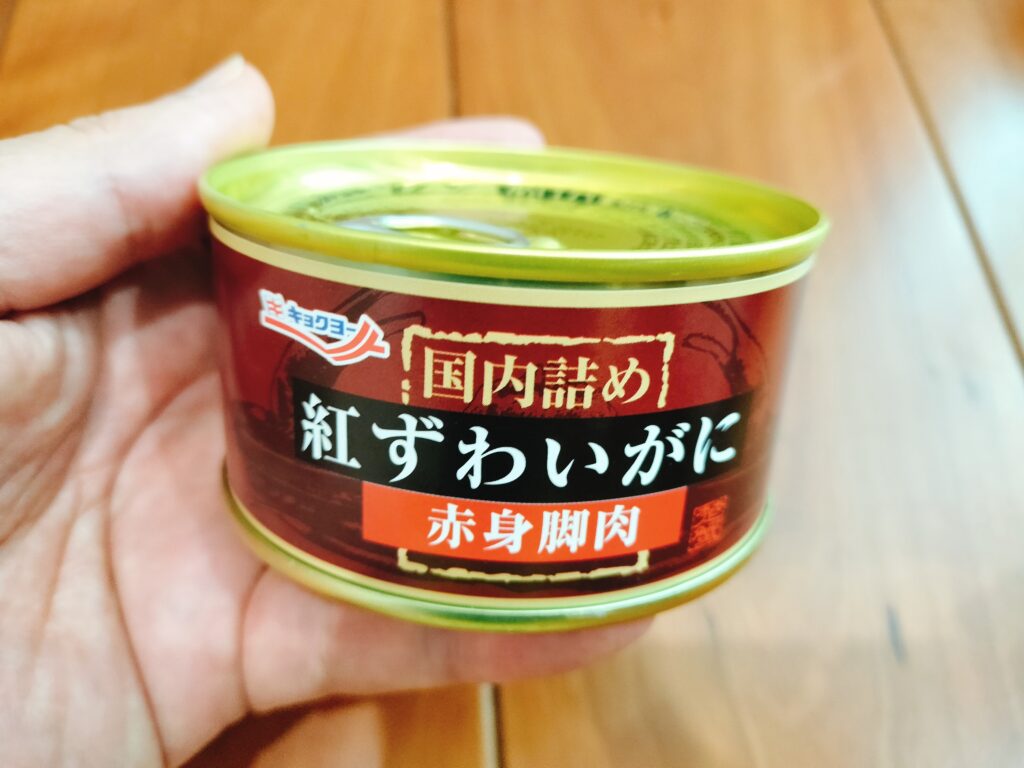 キョクヨー
国内詰め
紅ずわいがに
赤身脚肉